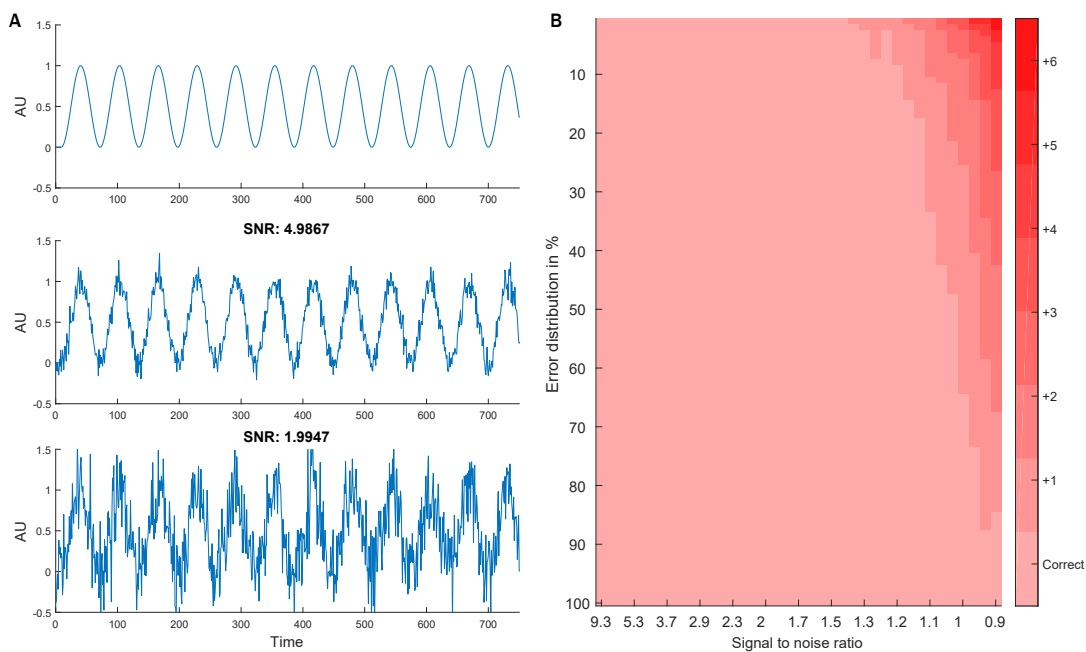 A
1.5
1
0.5
0
-0.5
AU
0 100 200 300 400 500 600 700
SNR: 4.9867
1.5
1
0.5
0
-0.5
AU
0 100 200 300 400 500 600 700
SNR: 1.9947
1.5
1
0.5
0
-0.5
AU
0 100 200 300 400 500 600 700
Time
B
Error distribution in %
10
20
30
40
50
60
70
80
90
100
9.3 5.3 3.7 2.9 2.3 2 1.7 1.5 1.3 1.2 1.1 1 0.9
Signal to noise ratio
+6
+5
+4
+3
+2
+1
Correct